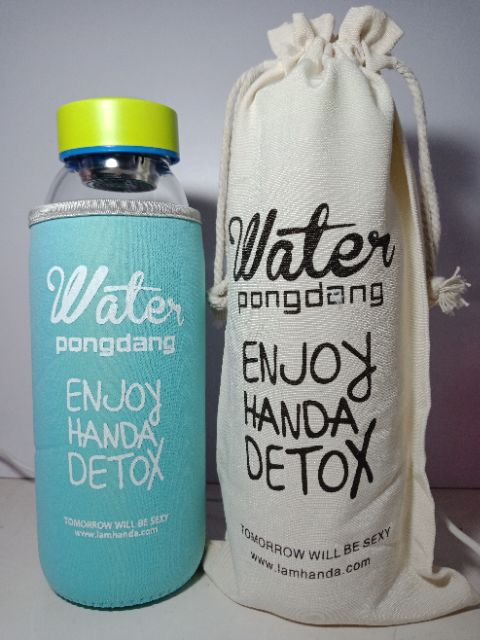 Water
pongdang
ENJOY
HANDA
DETOX
TOMORROW WILL BE SEXY
www.Iamhanda.com
Water
pongdang
ENJOY
HANDA
DETOX
TOMORROW WILL BE SEXY
www.Iamhanda.com